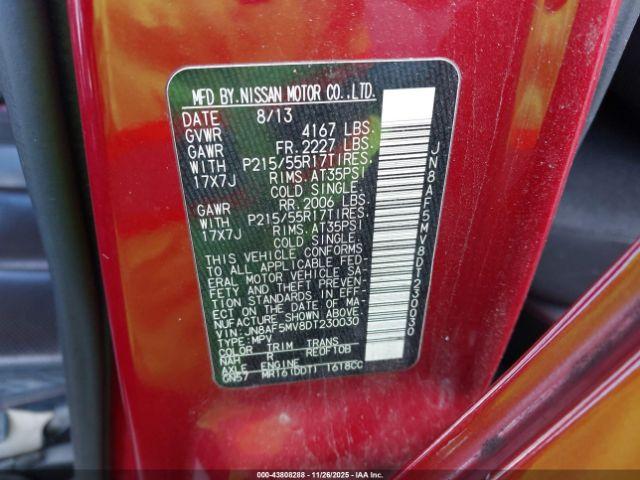 MFD BY.NISSAN MOTOR CO.,LTD.
DATE 8/13
GVWR 4167 LBS.
GAWR FR. 2227 LBS.
WITH P215/55R17TIRES.
17X7J RIMS. AT35PSI
COLD SINGLE.
GAWR RR. 2006 LBS.
WITH P215/55R17TIRES.
17X7J RIMS. AT35PSI
COLD SINGLE.
THIS VEHICLE CONFORMS
TO ALL APPLICABLE FED-
ERAL MOTOR VEHICLE SA-
FETY AND THEFT PREVEN-
TION STANDARDS IN EFF-
ECT ON THE DATE OF MA-
NUFACTURE SHOWN ABOVE.
VIN:JN8AF5MV8DT230030
TYPE:MPV
COLOR TRIM TRANS
NAH R RE0F10B
AXLE ENGINE
GN57 MR16(DDT) 1618CC
JN8AF5MV8DT230030
00-43808288 | 11/26/2025 | IAA Inc.